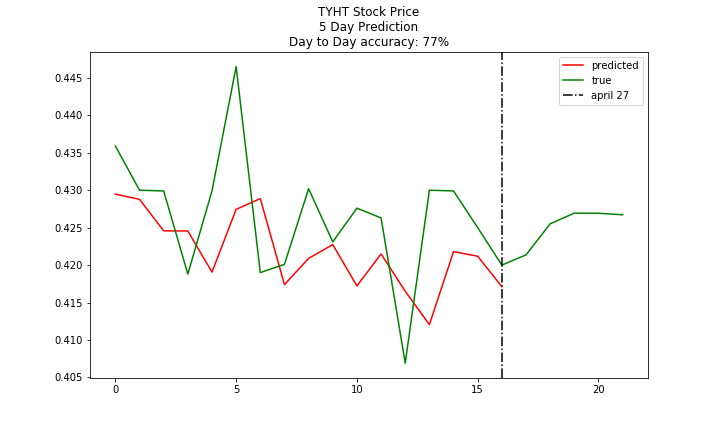 TYHT Stock Price
5 Day Prediction
Day to Day accuracy: 77%
predicted
true
april 27
0.445
0.440
0.435
0.430
0.425
0.420
0.415
0.410
0.405
0 5 10 15 20